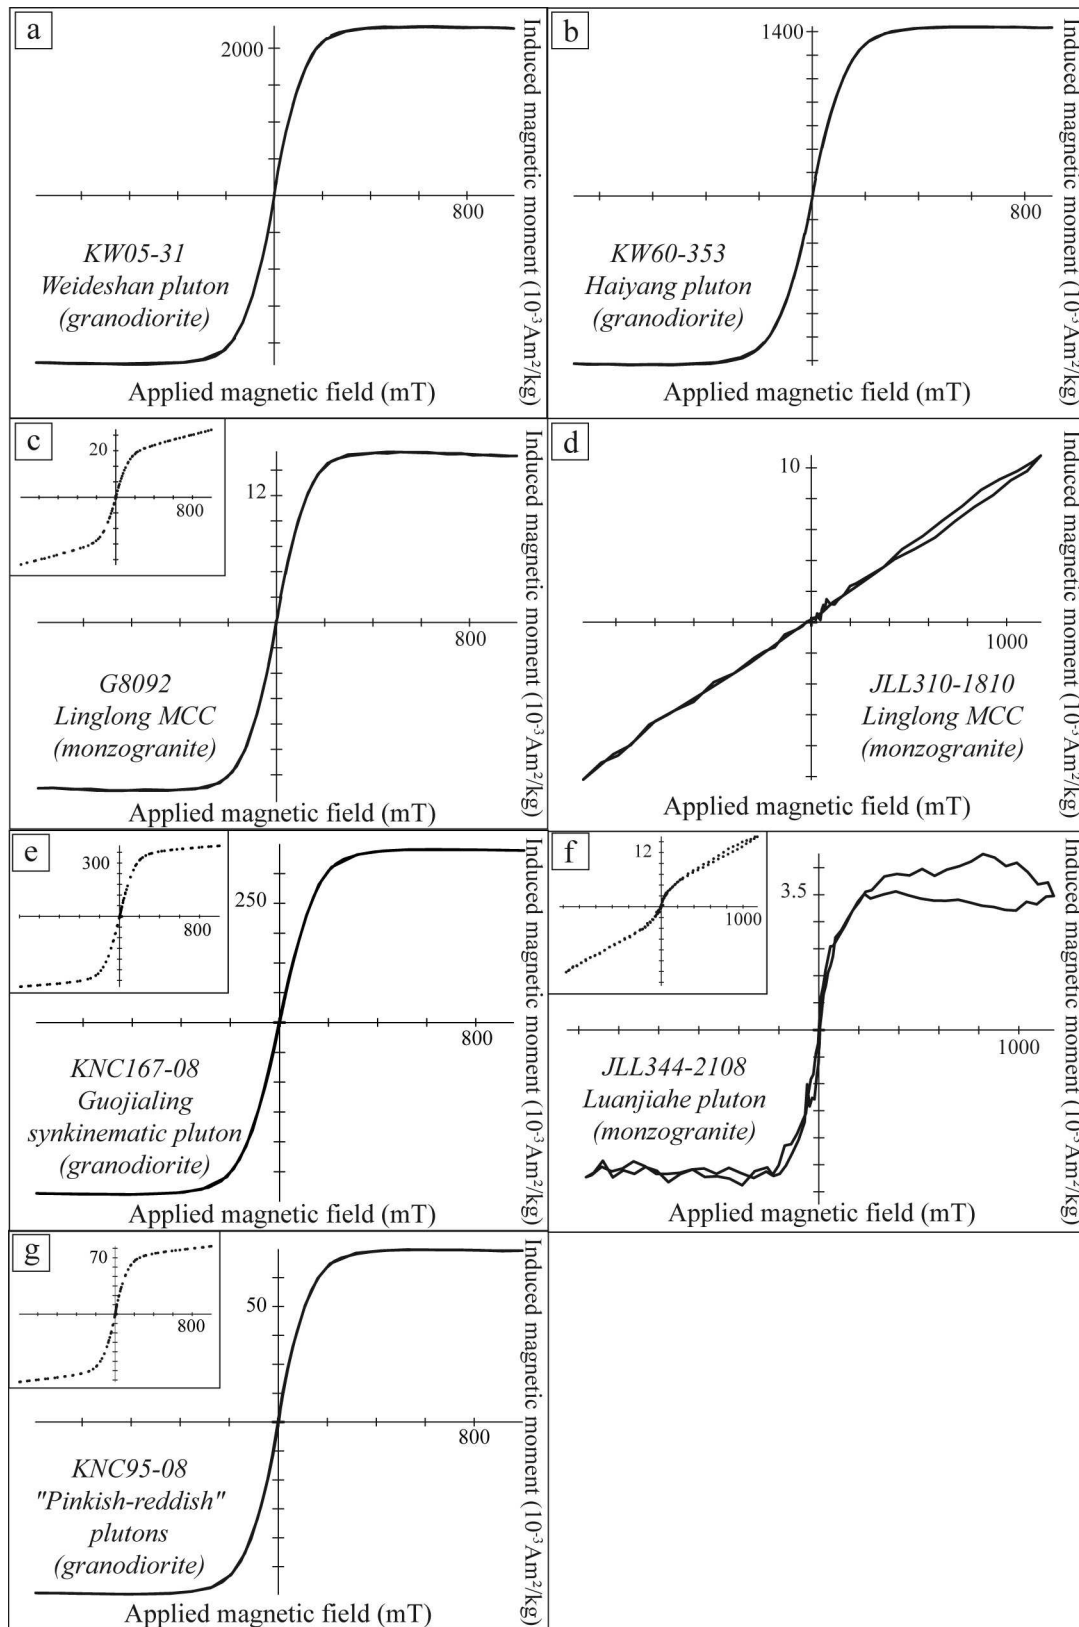 a
2000
800
KW05-31
Weideshan pluton
(granodiorite)
Applied magnetic field (mT)
Induced magnetic moment (10⁻³Am²/kg)
b
1400
800
KW60-353
Haiyang pluton
(granodiorite)
Applied magnetic field (mT)
Induced magnetic moment (10⁻³Am²/kg)
c
20
800
12
800
G8092
Linglong MCC
(monzogranite)
Applied magnetic field (mT)
Induced magnetic moment (10⁻³Am²/kg)
d
10
1000
JLL310-1810
Linglong MCC
(monzogranite)
Applied magnetic field (mT)
Induced magnetic moment (10⁻³Am²/kg)
e
300
800
250
800
KNC167-08
Guojialing
synkinematic pluton
(granodiorite)
Applied magnetic field (mT)
Induced magnetic moment (10⁻³Am²/kg)
f
12
1000
3.5
1000
JLL344-2108
Luanjiahe pluton
(monzogranite)
Applied magnetic field (mT)
Induced magnetic moment (10⁻³Am²/kg)
g
70
800
50
800
KNC95-08
"Pinkish-reddish"
plutons
(granodiorite)
Applied magnetic field (mT)
Induced magnetic moment (10⁻³Am²/kg)